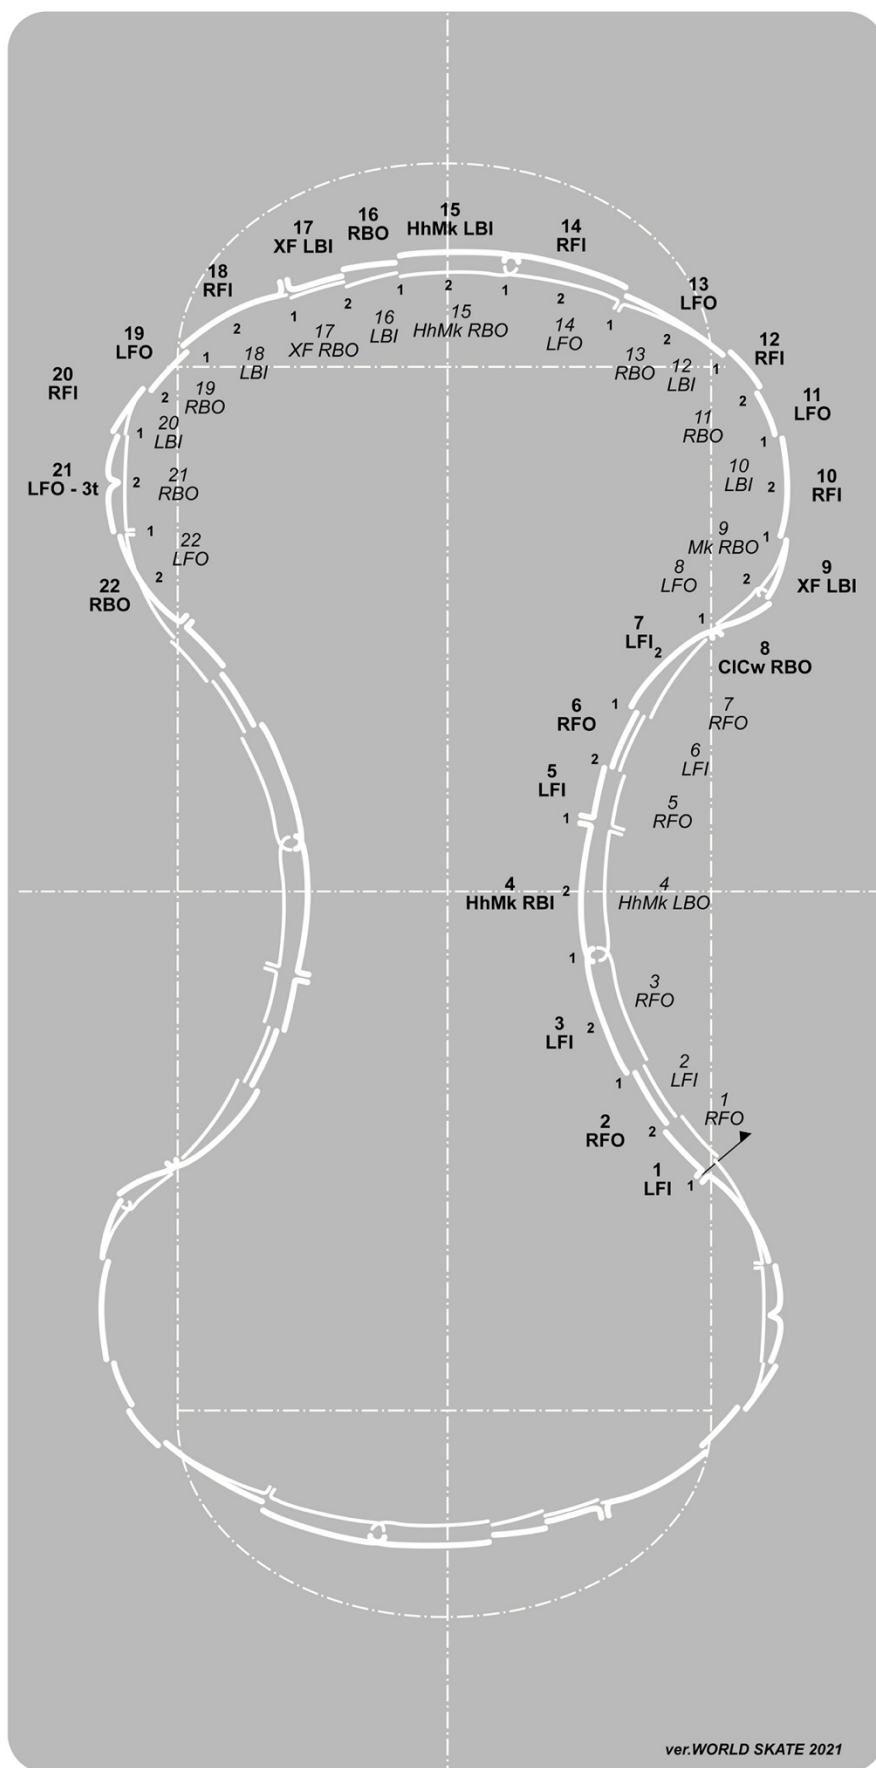 15
HhMk LBI
16
RBO
17
XF LBI
14
RFI
18
RFI
13
LFO
1
2
1
2
1
2
1
2
1
2
15
HhMk RBO
16
LBI
17
XF RBO
14
LFO
19
LFO
18
LBI
13
RBO
12
LBI
1
12
RFI
20
RFI
19
RBO
2
11
LFO
2
11
RBO
20
LBI
1
1
21
LFO - 3t
2
21
RBO
10
LBI
2
10
RFI
1
22
LFO
9
Mk RBO
1
22
RBO
2
8
LFO
2
9
XF LBI
7
LFI
2
1
8
ClCw RBO
6
RFO
1
7
RFO
5
LFI
2
6
LFI
1
5
RFO
4
HhMk RBI
2
4
HhMk LBO
1
3
RFO
3
LFI
2
2
LFI
1
1
RFO
2
RFO
2
1
LFI
1
ver.WORLD SKATE 2021